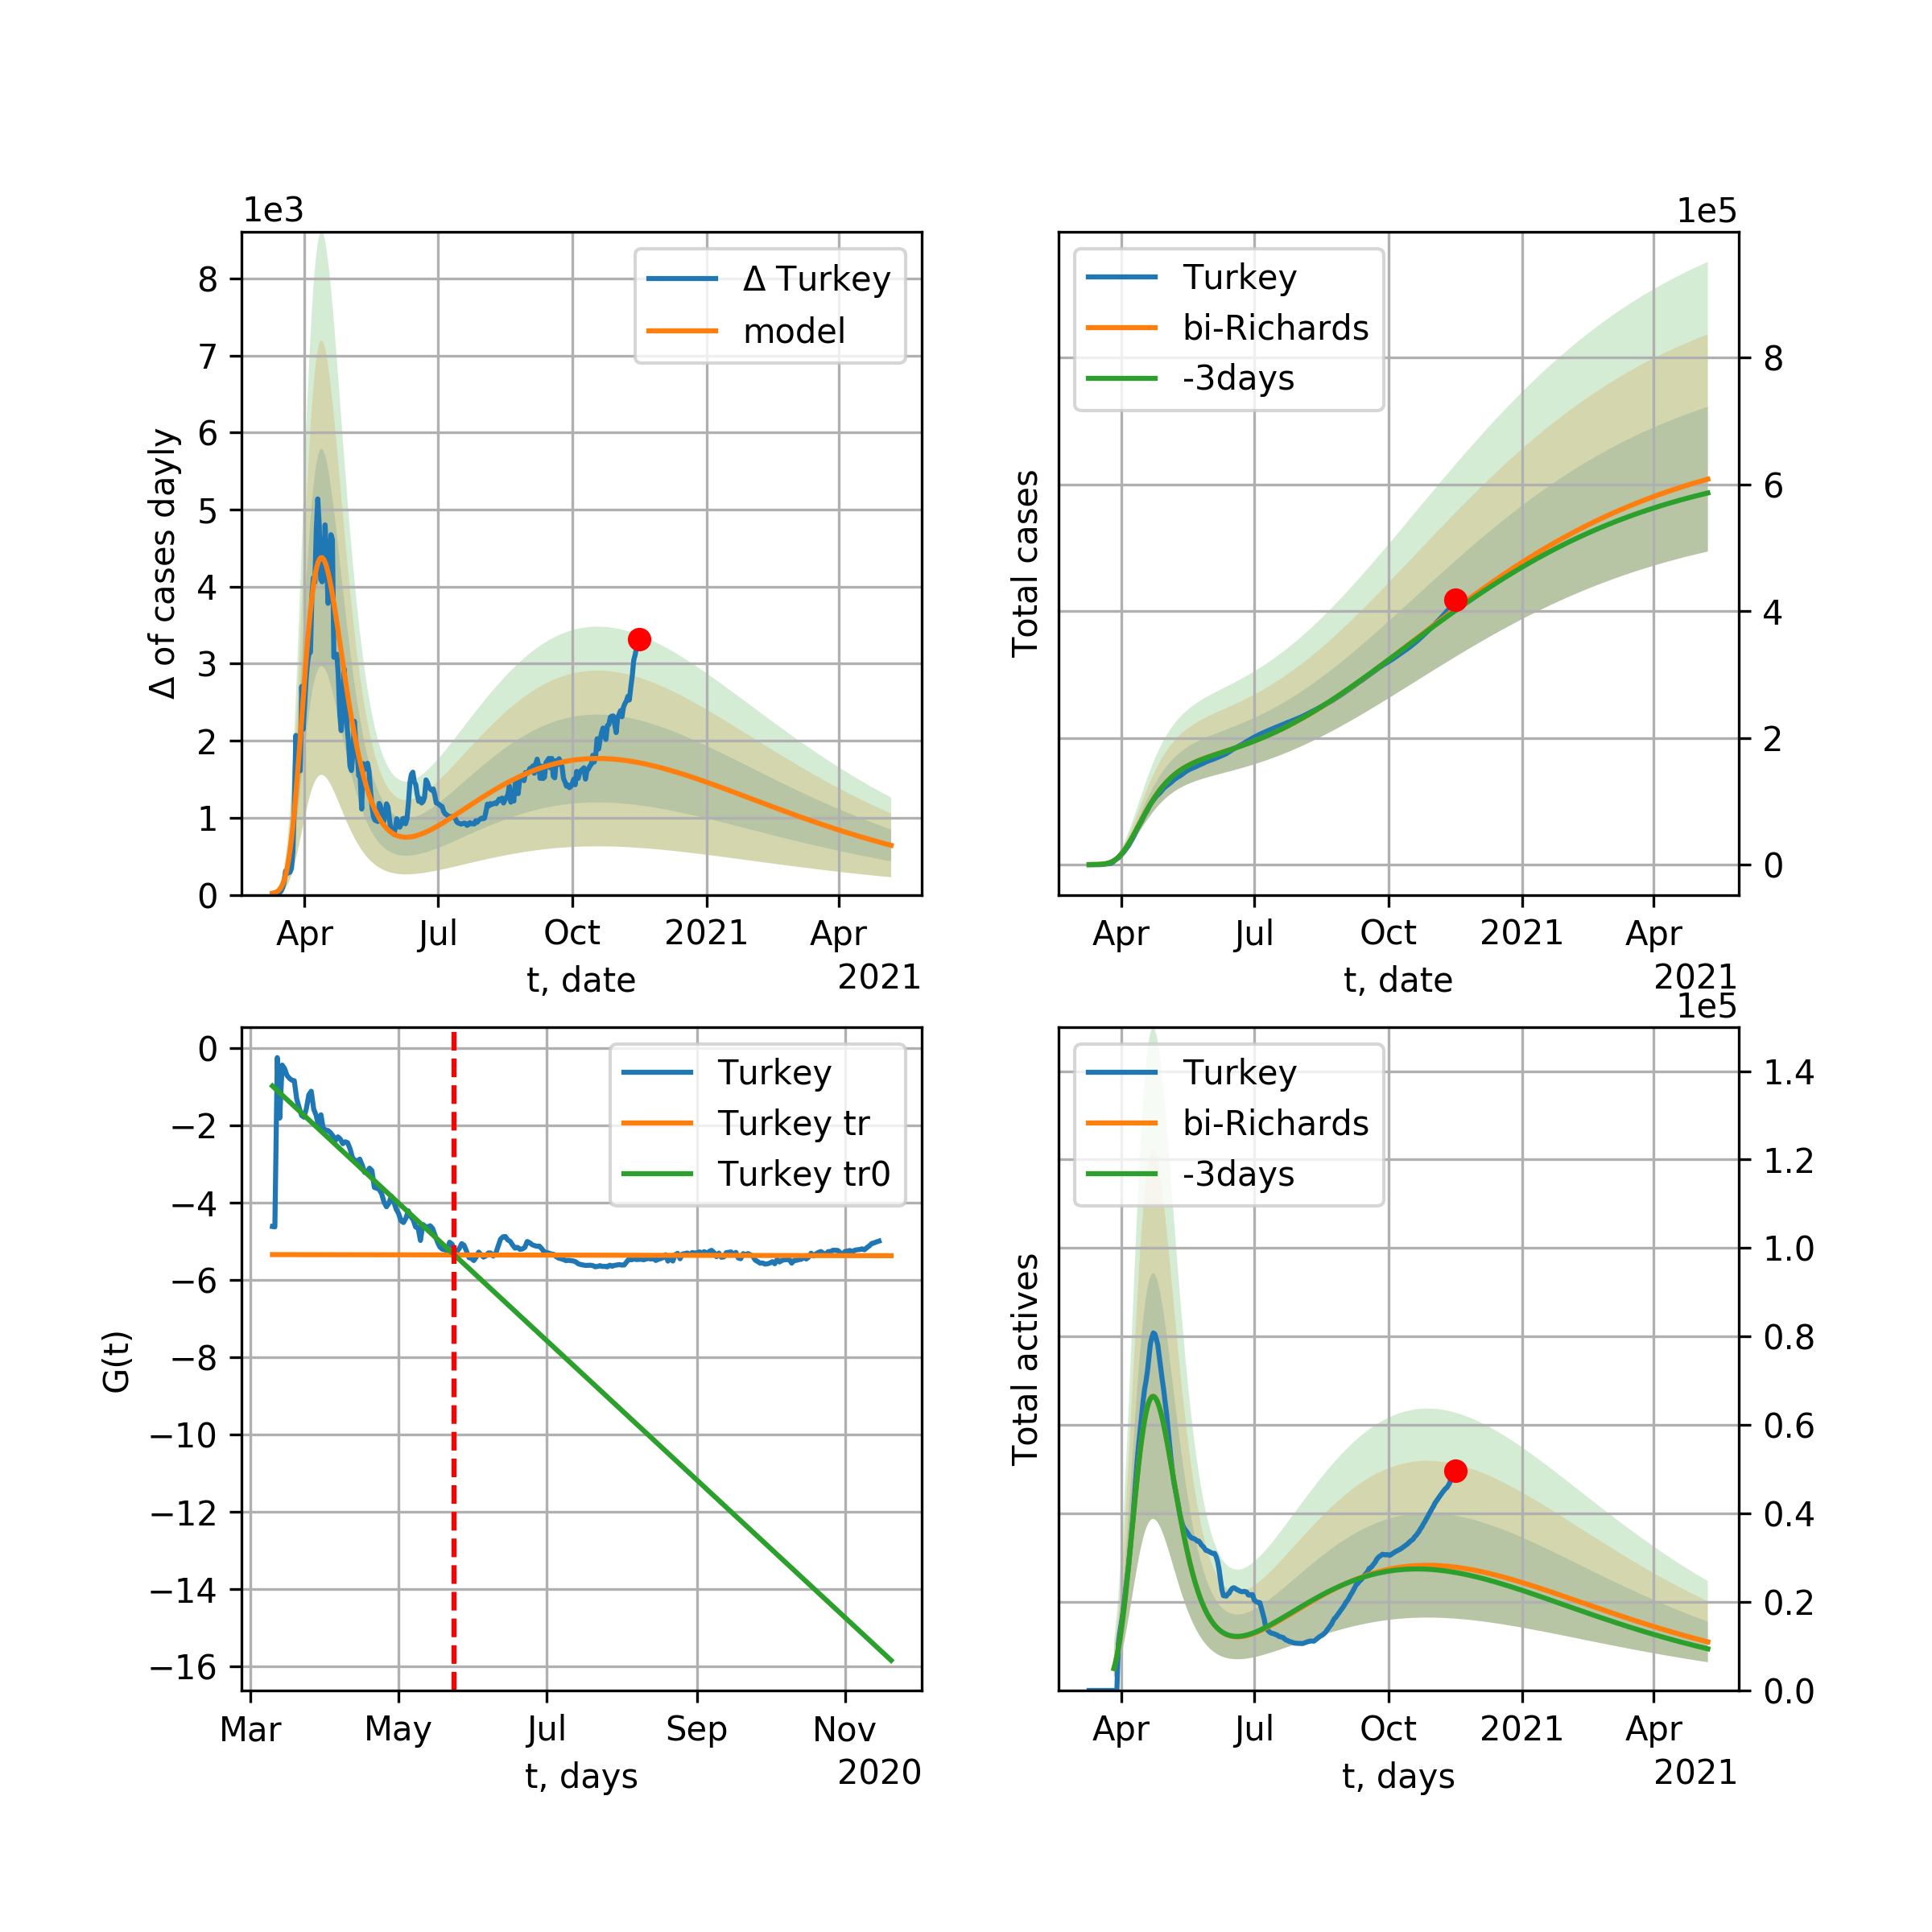 1e3
Δ of cases dayly
8
7
6
5
4
3
2
1
0
Δ Turkey
model
Apr
Jul
Oct
2021
Apr
t, date
2021
1e5
Total cases
Turkey
bi-Richards
-3days
8
6
4
2
0
Apr
Jul
Oct
2021
Apr
t, date
2021
G(t)
0
−2
−4
−6
−8
−10
−12
−14
−16
Turkey
Turkey tr
Turkey tr0
Mar
May
Jul
Sep
Nov
t, days
2020
1e5
Total actives
Turkey
bi-Richards
-3days
1.4
1.2
1.0
0.8
0.6
0.4
0.2
0.0
Apr
Jul
Oct
2021
Apr
t, days
2021